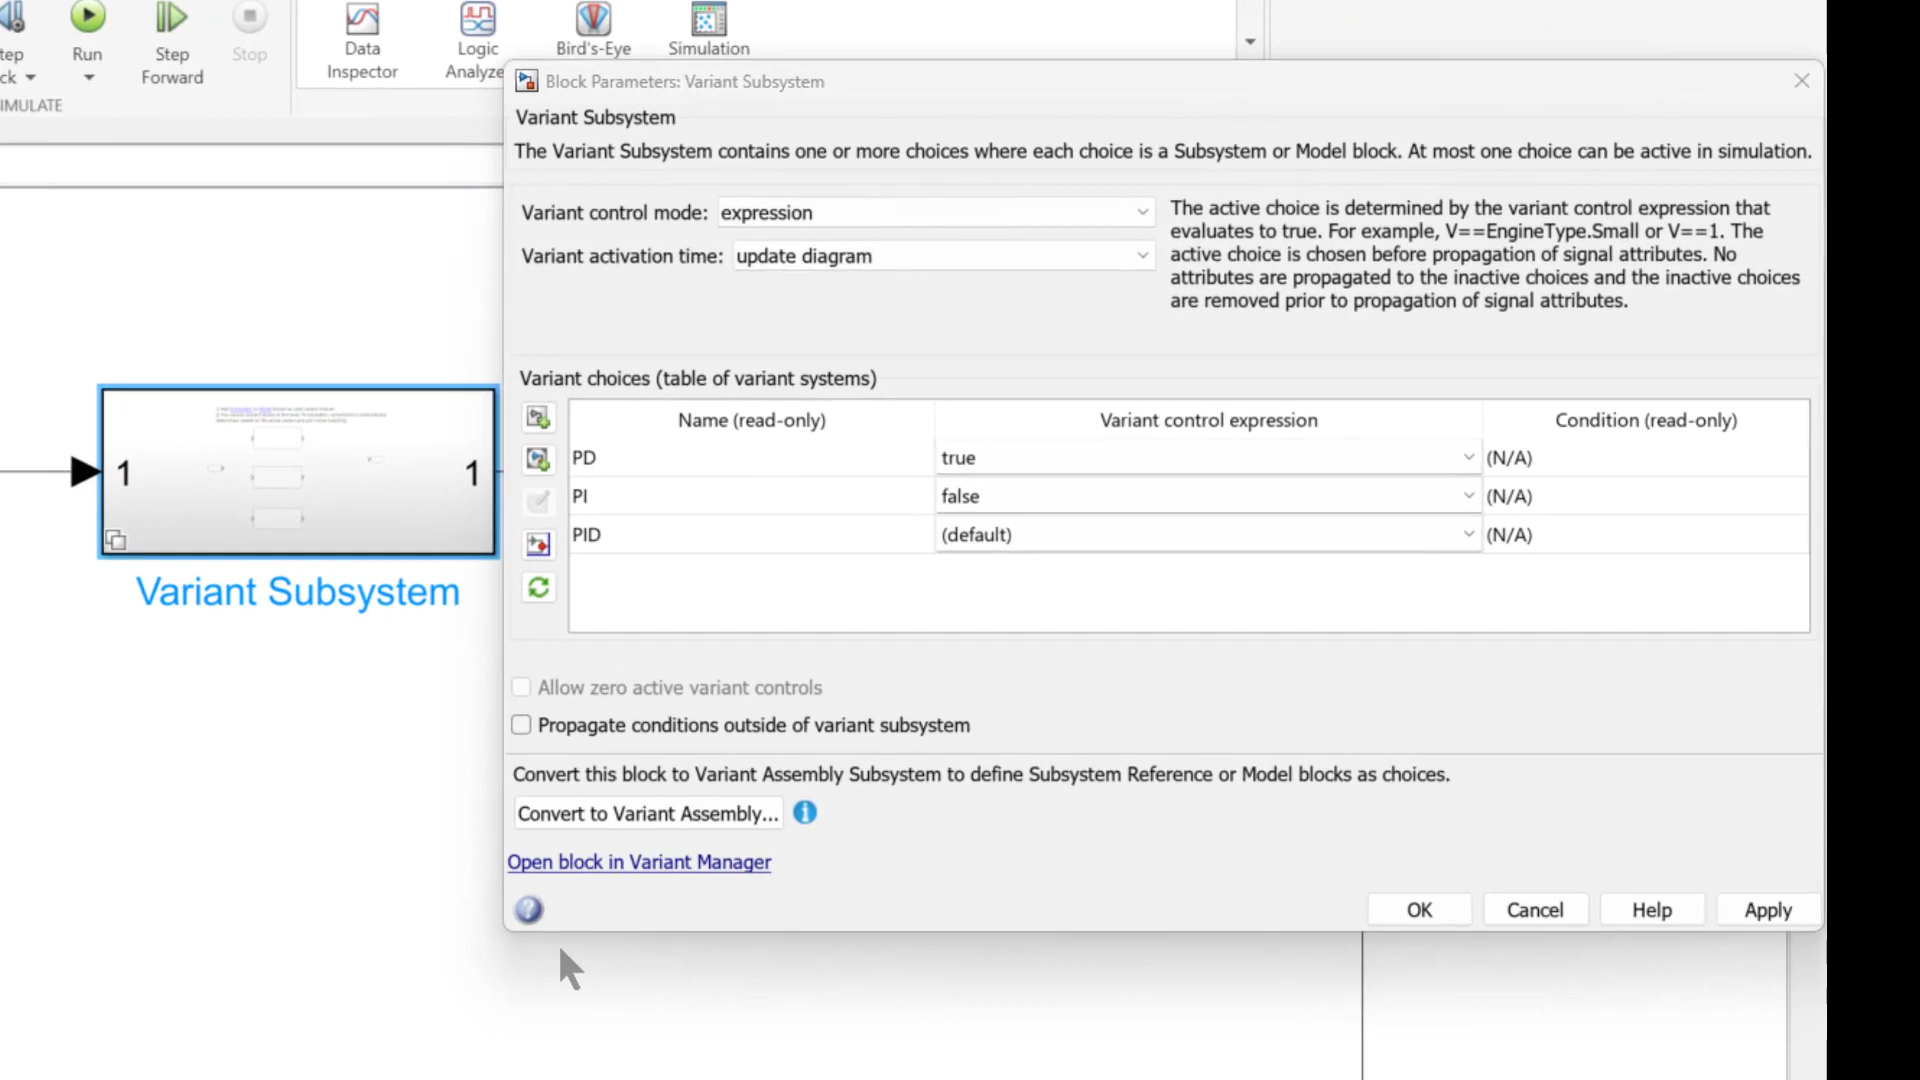 tep
ck
Run
Step
Forward
Stop
IMULATE
Data
Inspector
Logic
Analyze
Bird's-Eye
Simulation
Block Parameters: Variant Subsystem
Variant Subsystem
The Variant Subsystem contains one or more choices where each choice is a Subsystem or Model block. At most one choice can be active in simulation.
Variant control mode: expression
Variant activation time: update diagram
The active choice is determined by the variant control expression that
evaluates to true. For example, V==EngineType.Small or V==1. The
active choice is chosen before propagation of signal attributes. No
attributes are propagated to the inactive choices and the inactive choices
are removed prior to propagation of signal attributes.
Variant choices (table of variant systems)
Name (read-only) Variant control expression Condition (read-only)
PD true (N/A)
PI false (N/A)
PID (default) (N/A)
1 1
Variant Subsystem
Allow zero active variant controls
Propagate conditions outside of variant subsystem
Convert this block to Variant Assembly Subsystem to define Subsystem Reference or Model blocks as choices.
Convert to Variant Assembly...
Open block in Variant Manager
OK Cancel Help Apply